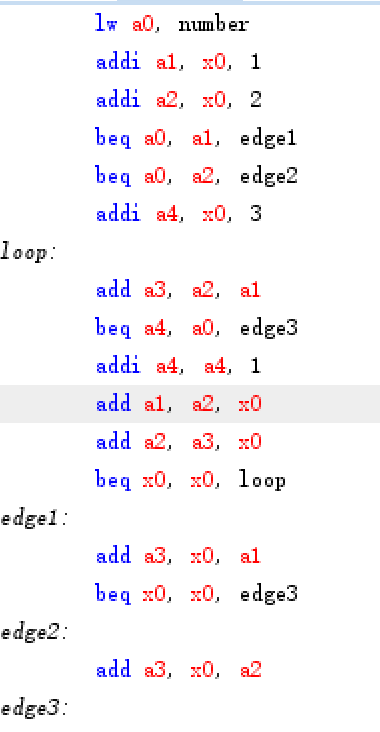 lw a0, number
addi a1, x0, 1
addi a2, x0, 2
beq a0, a1, edge1
beq a0, a2, edge2
addi a4, x0, 3
loop:
add a3, a2, a1
beq a4, a0, edge3
addi a4, a4, 1
add a1, a2, x0
add a2, a3, x0
beq x0, x0, loop
edge1:
add a3, x0, a1
beq x0, x0, edge3
edge2:
add a3, x0, a2
edge3: